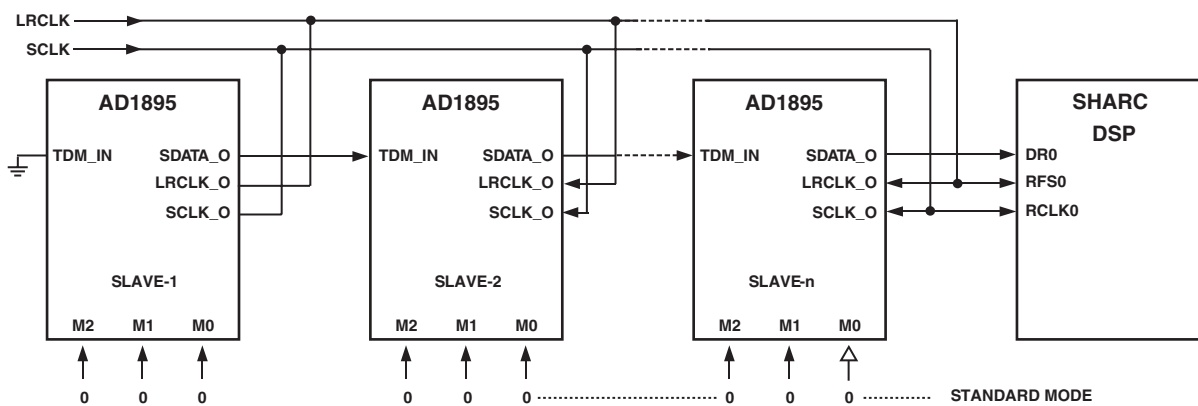 LRCLK
SCLK
AD1895
TDM_IN
SDATA_O
LRCLK_O
SCLK_O
SLAVE-1
M2 M1 M0
0 0 0
AD1895
TDM_IN
SDATA_O
LRCLK_O
SCLK_O
SLAVE-2
M2 M1 M0
0 0 0
AD1895
TDM_IN
SDATA_O
LRCLK_O
SCLK_O
SLAVE-n
M2 M1 M0
0 0 0
STANDARD MODE
SHARC
DSP
DR0
RFS0
RCLK0